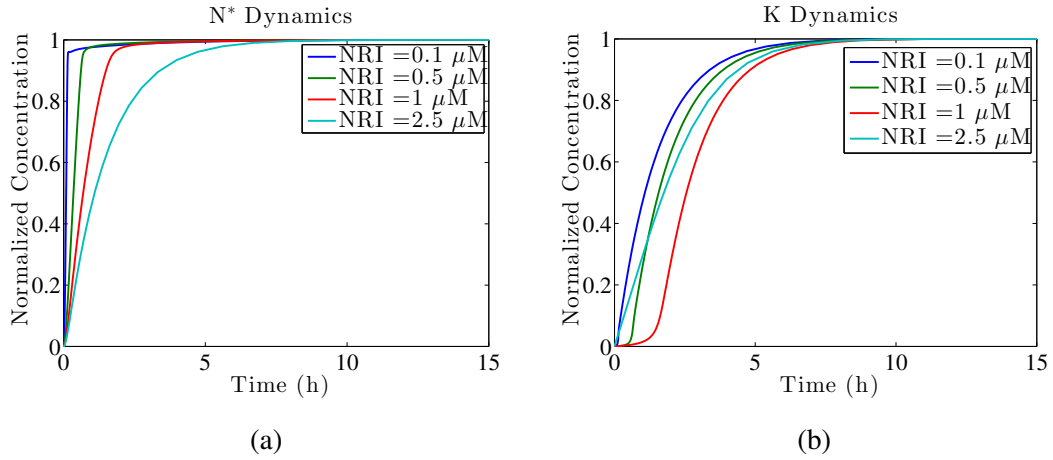 N* Dynamics
Normalized Concentration
1
0.8
0.6
0.4
0.2
0
0
5
10
15
Time (h)
NRI =0.1 μM
NRI =0.5 μM
NRI =1 μM
NRI =2.5 μM
(a)
K Dynamics
Normalized Concentration
1
0.8
0.6
0.4
0.2
0
0
5
10
15
Time (h)
NRI =0.1 μM
NRI =0.5 μM
NRI =1 μM
NRI =2.5 μM
(b)